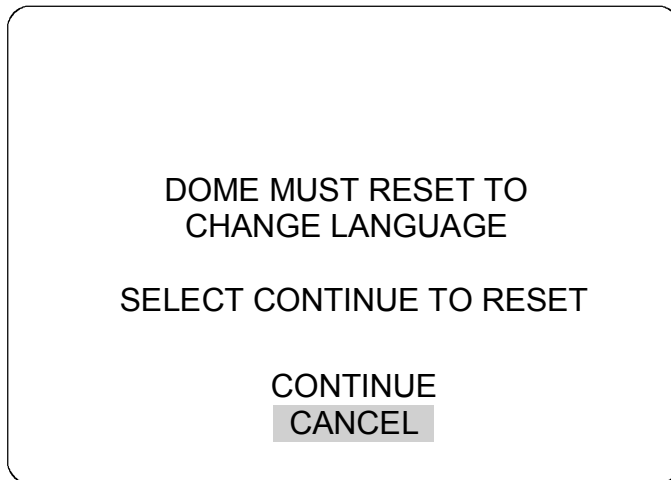 DOME MUST RESET TO
CHANGE LANGUAGE
SELECT CONTINUE TO RESET
CONTINUE
CANCEL